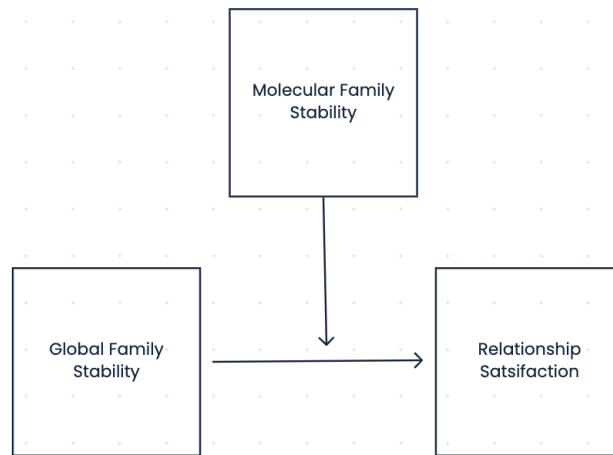 Molecular Family
Stability
Global Family
Stability
Relationship
Satsifaction